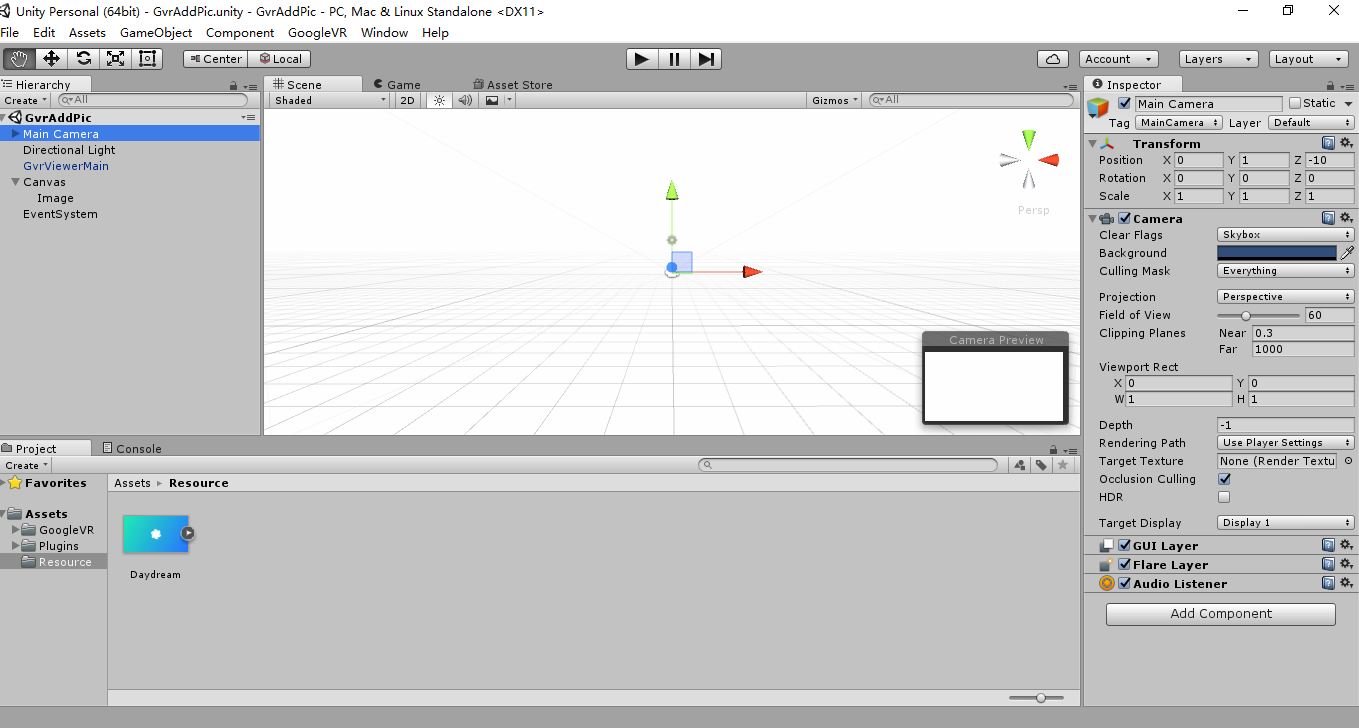 Unity Personal (64bit) - GvrAddPic.unity - GvrAddPic - PC, Mac & Linux Standalone <DX11>
File Edit Assets GameObject Component GoogleVR Window Help
Center Local Account Layers Layout
Hierarchy
Create All
GvrAddPic
Main Camera
Directional Light
GvrViewerMain
Canvas
Image
EventSystem
Scene Game Asset Store
Shaded 2D Gizmos All
Persp
Camera Preview
Inspector
Main Camera Static
Tag MainCamera Layer Default
Transform
Position X 0 Y 1 Z -10
Rotation X 0 Y 0 Z 0
Scale X 1 Y 1 Z 1
Camera
Clear Flags Skybox
Background
Culling Mask Everything
Projection Perspective
Field of View 60
Clipping Planes Near 0.3
Far 1000
Viewport Rect
X 0 Y 0
W 1 H 1
Depth -1
Rendering Path Use Player Settings
Target Texture None (Render Textu
Occlusion Culling
HDR
Target Display Display 1
GUI Layer
Flare Layer
Audio Listener
Add Component
Project Console
Create
Favorites
Assets
GoogleVR
Plugins
Resource
Assets ▸ Resource
Daydream